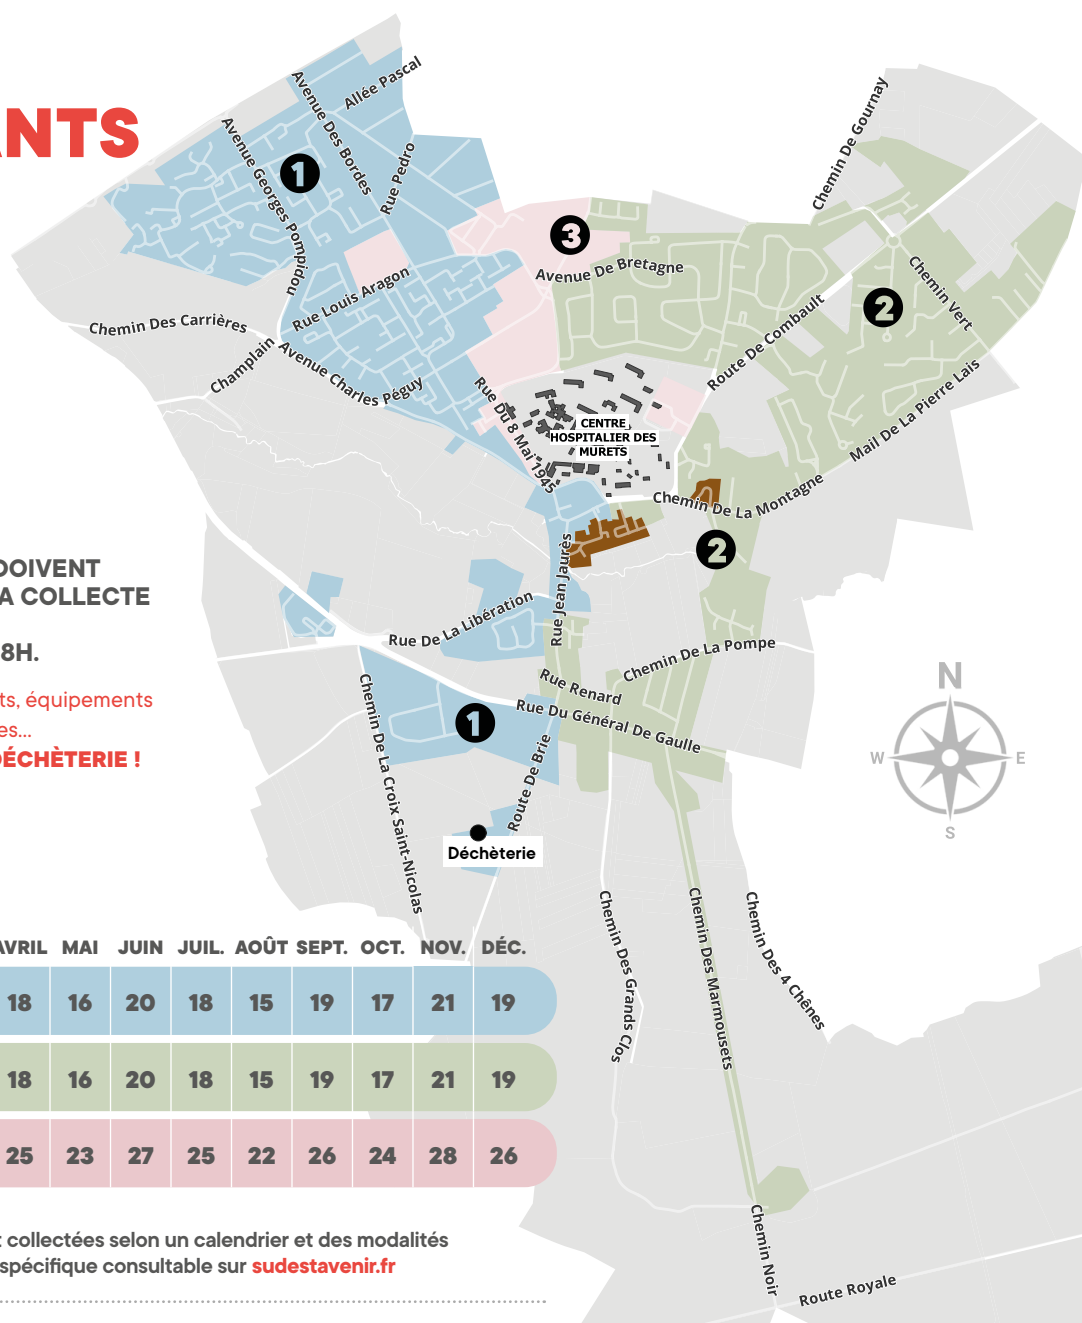 ANTS
Allée Pascal
Avenue Des Bordes
Avenue Georges Pompidou
Rue Pedro
Chemin De Gournay
1
3
Avenue De Bretagne
Rue Louis Aragon
Chemin Vert
2
Chemin Des Carrières
Champlain
Avenue Charles Péguy
Route De Combault
Rue Du 8 Mai 1945
Mail De La Pierre Lais
CENTRE
HOSPITALIER DES
MURETS
Chemin De La Montagne
2
Rue Jean Jaurès
DOIVENT
A COLLECTE
8H.
ts, équipements
es...
DÉCHÈTERIE !
Rue De La Libération
Chemin De La Pompe
Rue Renard
Rue Du Général De Gaulle
1
Chemin De La Croix Saint-Nicolas
Route De Brie
Déchèterie
N
W
E
S
Chemin Des Grands Clos
Chemin Des Marmousets
Chemin Des 4 Chênes
AVRIL MAI JUIN JUIL. AOÛT SEPT. OCT. NOV. DÉC.
18 16 20 18 15 19 17 21 19
18 16 20 18 15 19 17 21 19
25 23 27 25 22 26 24 28 26
Chemin Noir
Route Royale
t collectées selon un calendrier et des modalités
spécifique consultable sur sudestavenir.fr